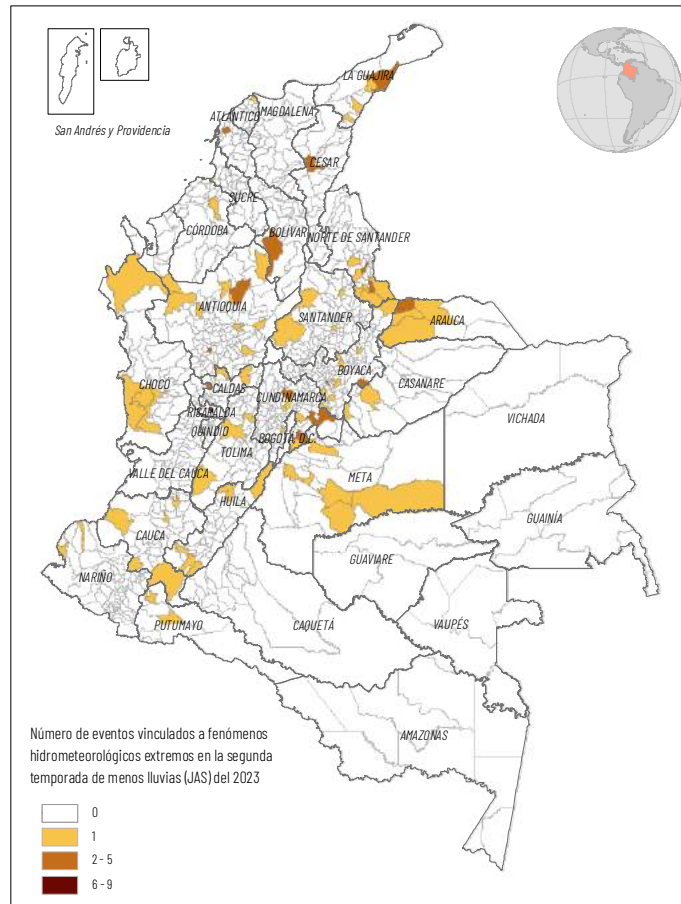 San Andrés y Providencia
LA GUAJIRA
MAGDALENA
ATLÁNTICO
CESAR
SUCRE
BOLÍVAR
NORTE DE SANTANDER
CÓRDOBA
ANTIOQUIA
SANTANDER
ARAUCA
CHOCÓ
BOYACÁ
CASANARE
CALDAS
CUNDINAMARCA
RISARALDA
VICHADA
QUINDÍO
BOGOTÁ, D.C.
TOLIMA
META
VALLE DEL CAUCA
HUILA
GUAINÍA
CAUCA
GUAVIARE
NARIÑO
CAQUETÁ
VAUPÉS
PUTUMAYO
AMAZONAS
Número de eventos vinculados a fenómenos
hidrometeorológicos extremos en la segunda
temporada de menos lluvias (JAS) del 2023
0
1
2 - 5
6 - 9